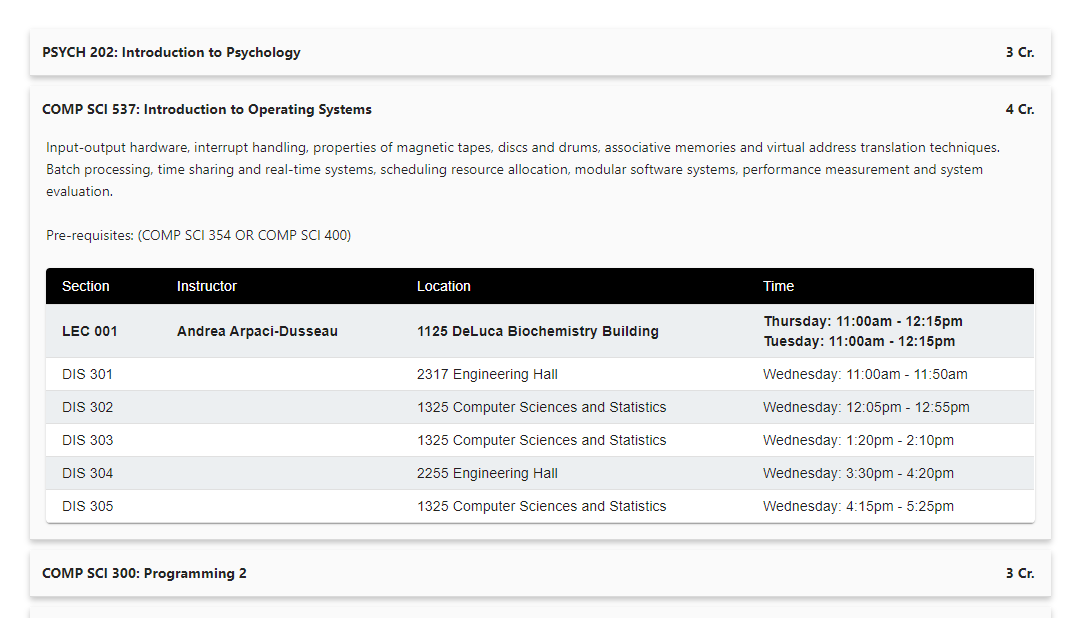 PSYCH 202: Introduction to Psychology 3 Cr.
COMP SCI 537: Introduction to Operating Systems 4 Cr.
Input-output hardware, interrupt handling, properties of magnetic tapes, discs and drums, associative memories and virtual address translation techniques.
Batch processing, time sharing and real-time systems, scheduling resource allocation, modular software systems, performance measurement and system
evaluation.
Pre-requisites: (COMP SCI 354 OR COMP SCI 400)
Section Instructor Location Time
LEC 001 Andrea Arpaci-Dusseau 1125 DeLuca Biochemistry Building Thursday: 11:00am - 12:15pm
Tuesday: 11:00am - 12:15pm
DIS 301 2317 Engineering Hall Wednesday: 11:00am - 11:50am
DIS 302 1325 Computer Sciences and Statistics Wednesday: 12:05pm - 12:55pm
DIS 303 1325 Computer Sciences and Statistics Wednesday: 1:20pm - 2:10pm
DIS 304 2255 Engineering Hall Wednesday: 3:30pm - 4:20pm
DIS 305 1325 Computer Sciences and Statistics Wednesday: 4:15pm - 5:25pm
COMP SCI 300: Programming 2 3 Cr.